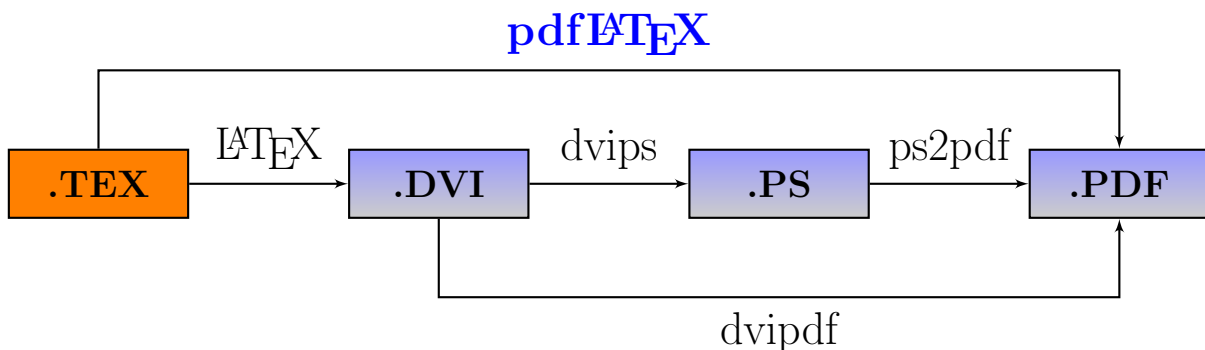 pdfLATEX
LATEX dvips ps2pdf
.TEX .DVI .PS .PDF
dvipdf